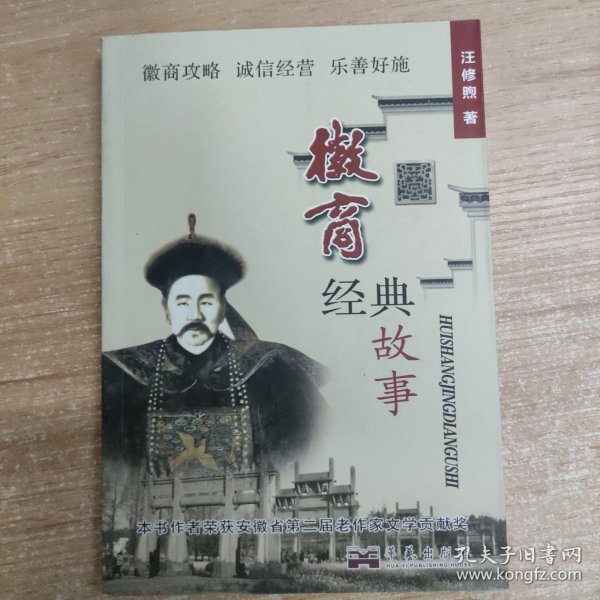 徽商攻略 诚信经营 乐善好施
汪修煦 著
徽商
经典
故事
HUISHANGJINGDIANGUSHI
本书作者荣获安徽省第二届老作家文学贡献奖
华艺出版社
HUA YI PUBLISHING HOUSE
孔夫子旧书网
www.kongfz.com